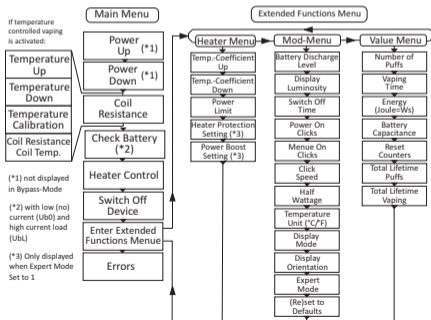 Main Menu
Extended Functions Menu
If temperature
controlled vaping
is activated:
Temperature
Up
Temperature
Down
Temperature
Calibration
Coil Resistance
Coil Temp.
(*1) not displayed
in Bypass-Mode
(*2) with low (no)
current (Ub0) and
high current load
(UbL)
(*3) Only displayed
when Expert Mode
Set to 1
Power
Up (*1)
Power
Down (*1)
Coil
Resistance
Check Battery
(*2)
Heater Control
Switch Off
Device
Enter Extended
Functions Menue
Errors
Heater Menu
Temp.-Coefficient
Up
Temp.-Coefficient
Down
Power
Limit
Heater Protection
Setting (*3)
Power Boost
Setting (*3)
Mod-Menu
Battery Discharge
Level
Display
Luminosity
Switch Off
Time
Power On
Clicks
Menue On
Clicks
Click
Speed
Half
Wattage
Temperature
Unit (°C/°F)
Display
Mode
Display
Orientation
Expert
Mode
(Re)set to
Defaults
Value Menu
Number of
Puffs
Vaping
Time
Energy
(Joule=Ws)
Battery
Capacitance
Reset
Counters
Total Lifetime
Puffs
Total Lifetime
Vaping